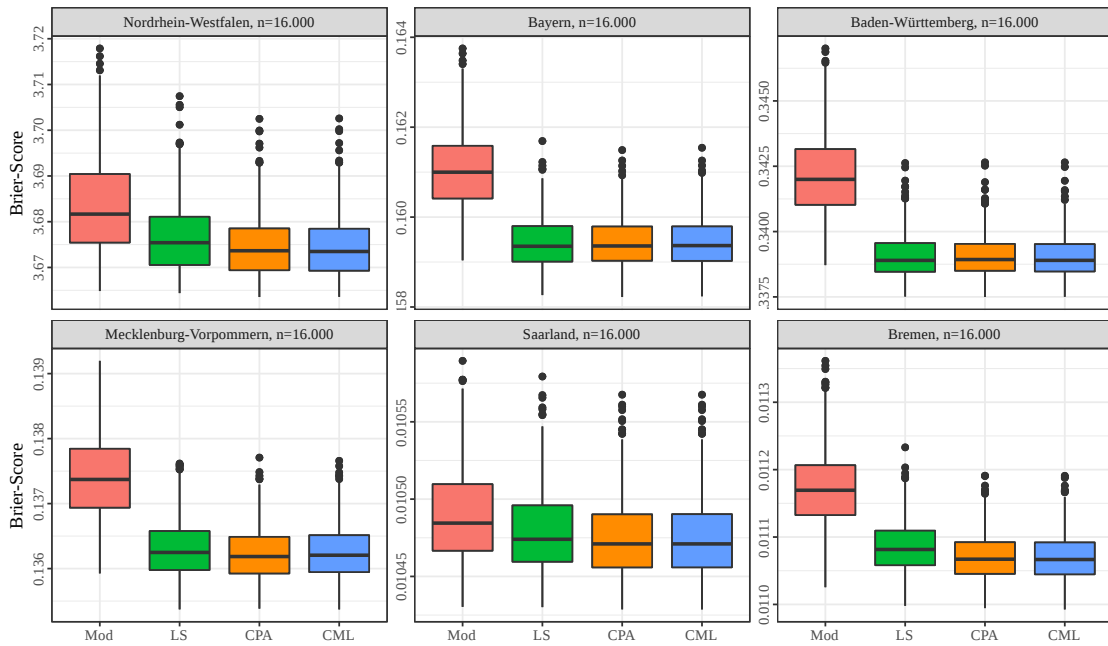 Nordrhein-Westfalen, n=16.000
Bayern, n=16.000
Baden-Württemberg, n=16.000
Brier-Score
3.72
3.71
3.70
3.69
3.68
3.67
0.164
0.162
0.160
58
0.3450
0.3425
0.3400
.3375
Mecklenburg-Vorpommern, n=16.000
Saarland, n=16.000
Bremen, n=16.000
Brier-Score
0.139
0.138
0.137
0.136
0.01055
0.01050
0.01045
0.0113
0.0112
0.0111
0.0110
Mod LS CPA CML
Mod LS CPA CML
Mod LS CPA CML